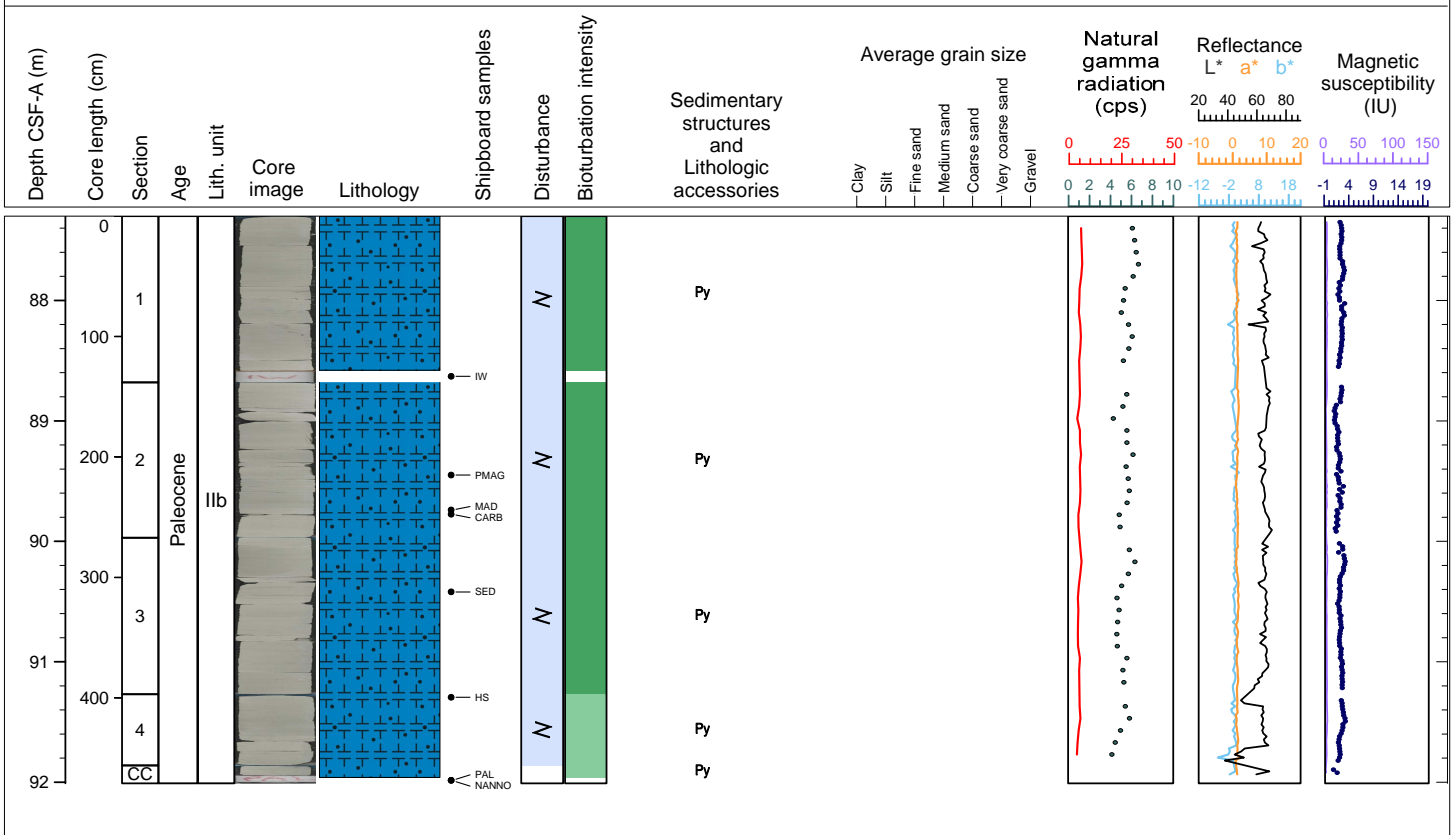 Depth CSF-A (m)
Core length (cm)
Section
Age
Lith. unit
Core
image
Lithology
Shipboard samples
Disturbance
Bioturbation intensity
Sedimentary
structures
and
Lithologic
accessories
Average grain size
Clay
Silt
Fine sand
Medium sand
Coarse sand
Very coarse sand
Gravel
Natural
gamma
radiation
(cps)
0 25 50
0 2 4 6 8 10
Reflectance
L* a* b*
20 40 60 80
-10 0 10 20
-12 -2 8 18
Magnetic
susceptibility
(IU)
0 50 100 150
-1 4 9 14 19
0
88
1
Py
100
IW
89
200
2
Py
PMAG
Paleocene
IIb
MAD
CARB
90
300
SED
3
Py
91
400
HS
4
Py
CC
Py
PAL
92
NANNO